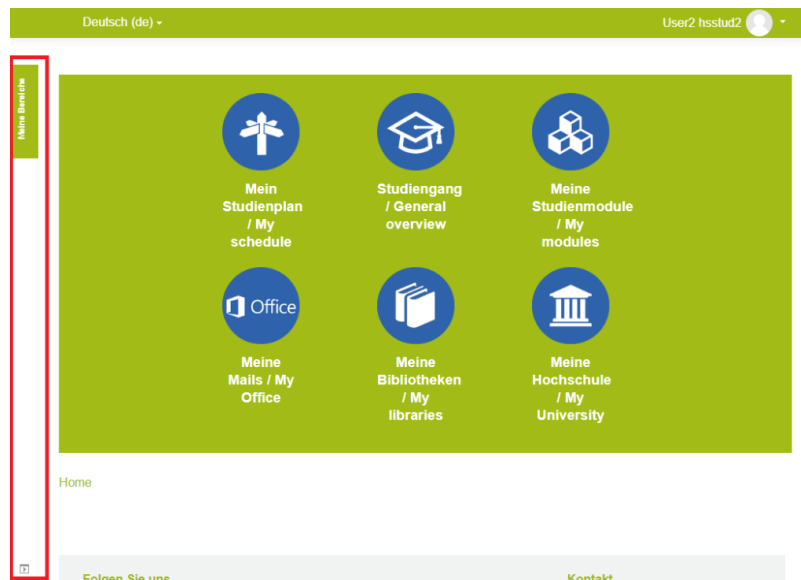 Deutsch (de)
User2 hsstud2
Meine Bereiche
Mein
Studienplan
/ My
schedule
Studiengang
/ General
overview
Meine
Studienmodule
/ My
modules
Office
Meine
Mails / My
Office
Meine
Bibliotheken
/ My
libraries
Meine
Hochschule
/ My
University
Home
Folgen Sie uns
Kontakt